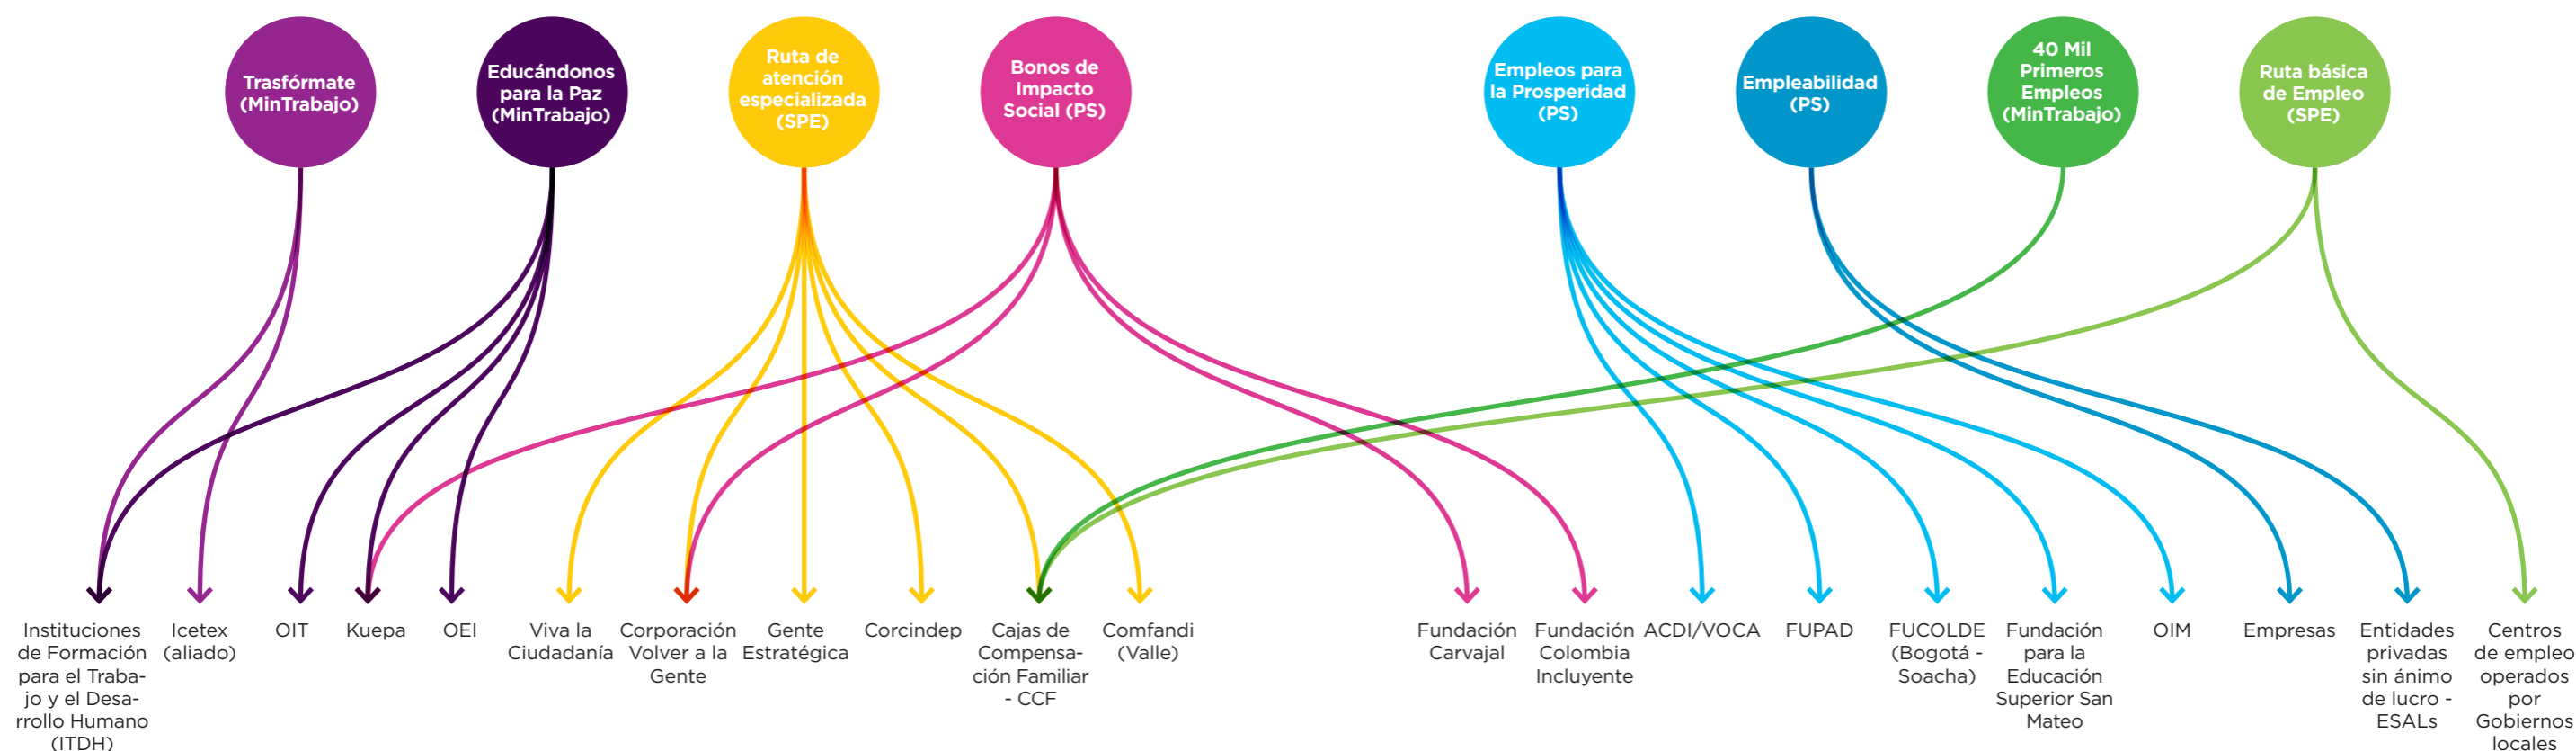 Trasfórmate
(MinTrabajo)
Educándonos
para la Paz
(MinTrabajo)
Ruta de
atención
especializada
(SPE)
Bonos de
Impacto
Social (PS)
Empleos para
la Prosperidad
(PS)
Empleabilidad
(PS)
40 Mil
Primeros
Empleos
(MinTrabajo)
Ruta básica
de Empleo
(SPE)
Instituciones
de Formación
para el Traba-
jo y el Desa-
rrollo Humano
(ITDH)
Icetex
(aliado)
OIT
Kuepa
OEI
Viva la
Ciudadanía
Corporación
Volver a la
Gente
Gente
Estratégica
Corcindep
Cajas de
Compensa-
ción Familiar
- CCF
Comfandi
(Valle)
Fundación
Carvajal
Fundación
Colombia
Incluyente
ACDI/VOCA
FUPAD
FUCOLDE
(Bogotá -
Soacha)
Fundación
para la
Educación
Superior San
Mateo
OIM
Empresas
Entidades
privadas
sin ánimo
de lucro -
ESALs
Centros
de empleo
operados
por
Gobiernos
locales